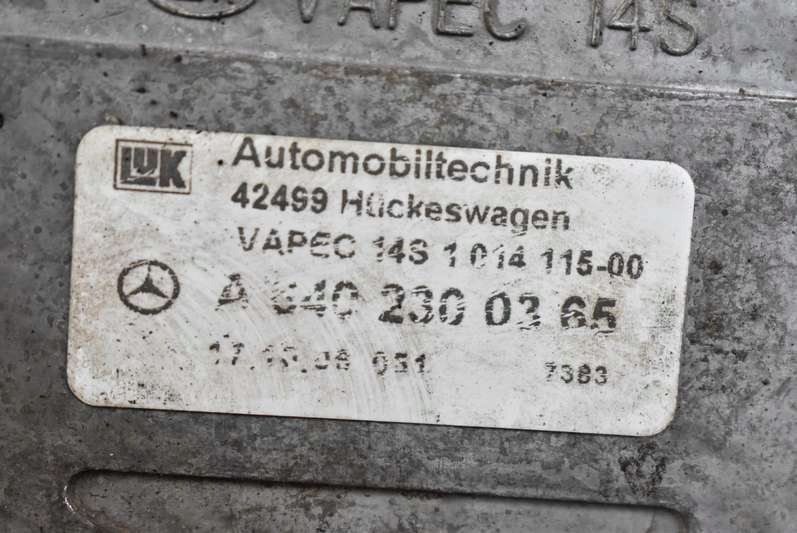 VAPEC 14S
LUK Automobiltechnik
42499 Hückeswagen
VAPEC 14S 1 014 115-00
A 640 230 03 65
051 7383